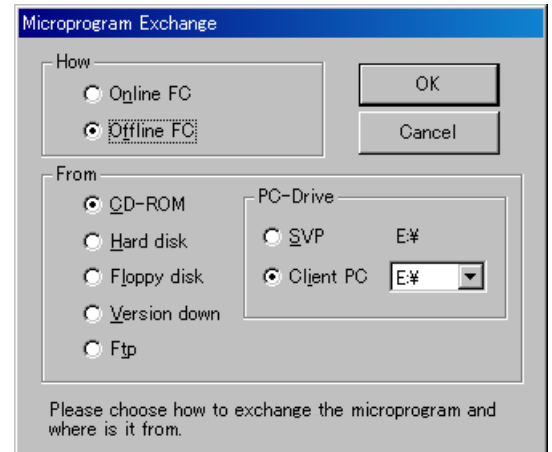 Microprogram Exchange
How
Online FC
Offline FC
OK
Cancel
From
CD-ROM
Hard disk
Floppy disk
Version down
Ftp
PC-Drive
SVP E:¥
Client PC E:¥
Please choose how to exchange the microprogram and
where is it from.